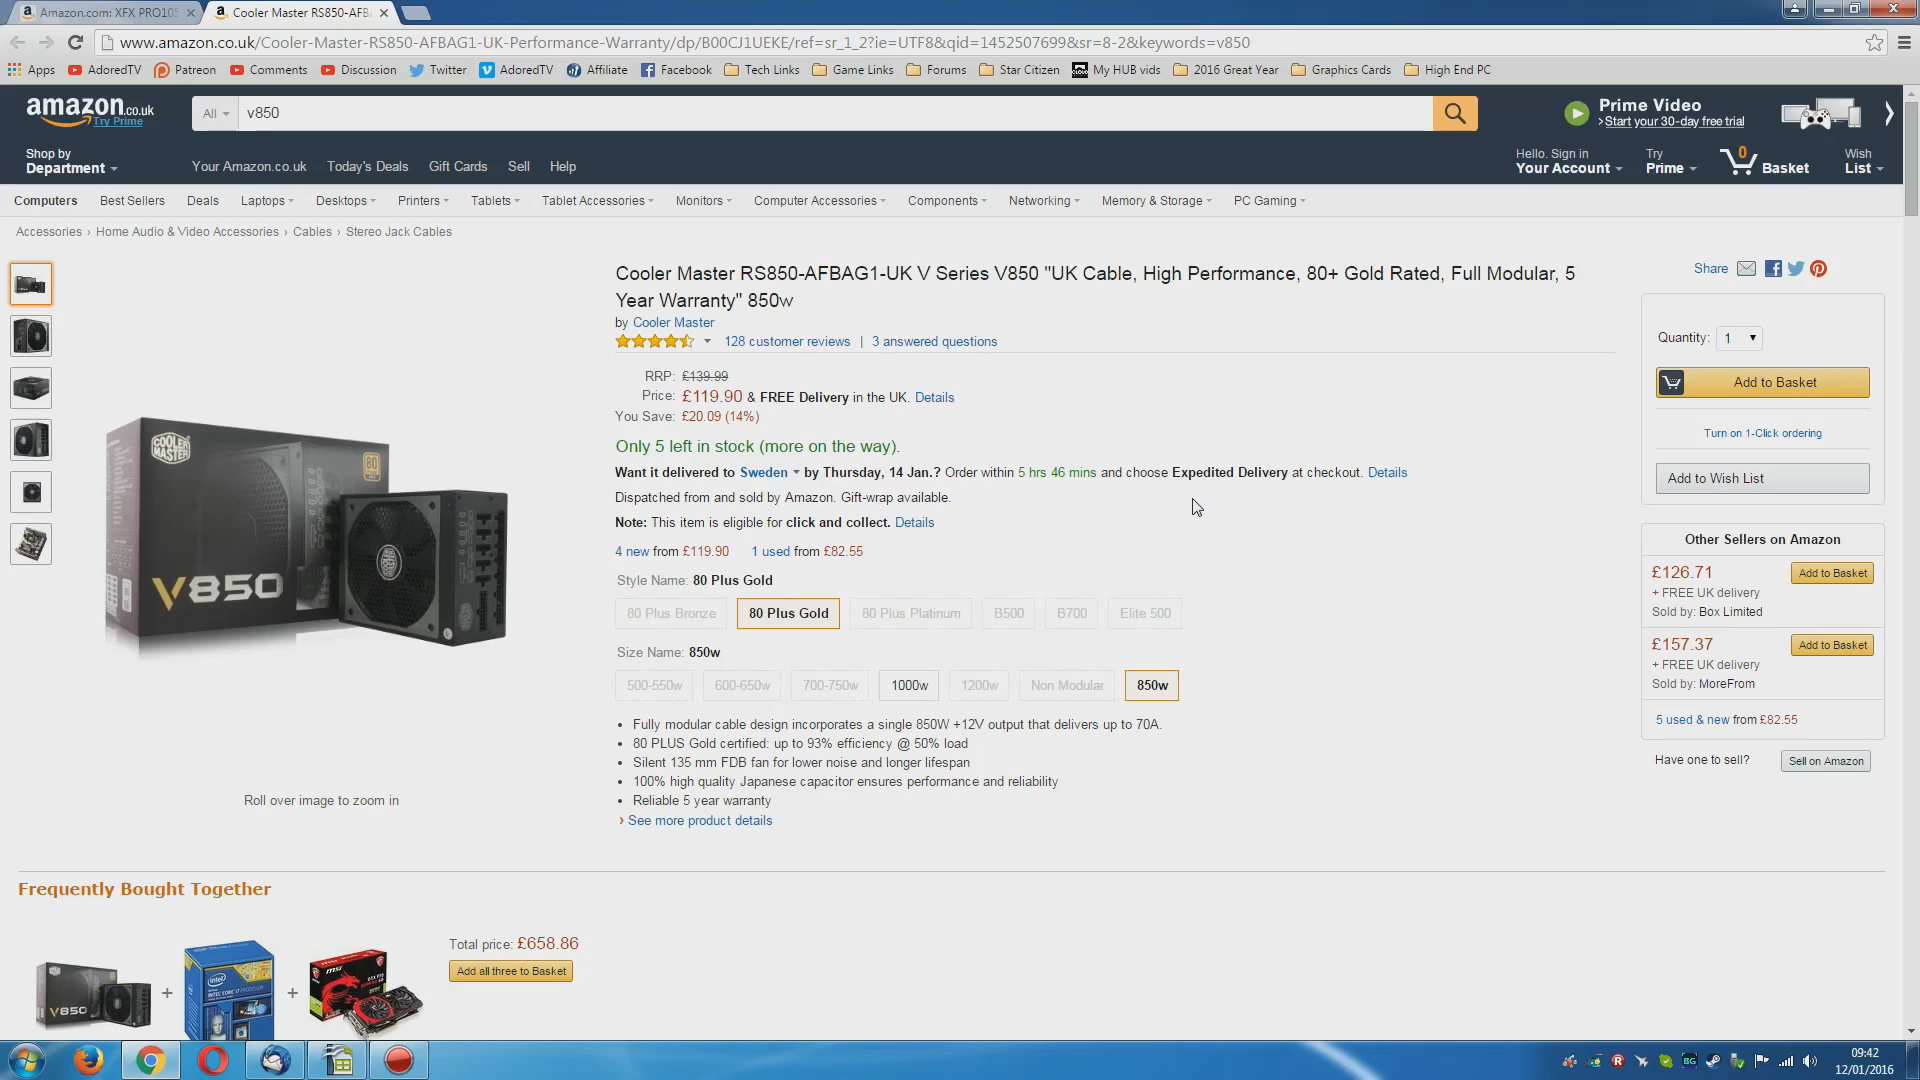 Amazon.com: XFX PRO105
Cooler Master RS850-AFB
www.amazon.co.uk/Cooler-Master-RS850-AFBAG1-UK-Performance-Warranty/dp/B00CJ1UEKE/ref=sr_1_2?ie=UTF8&qid=1452507699&sr=8-2&keywords=v850
Apps AdoredTV Patreon Comments Discussion Twitter AdoredTV Affiliate Facebook Tech Links Game Links Forums Star Citizen My HUB vids 2016 Great Year Graphics Cards High End PC
amazon.co.uk
Try Prime
All
v850
Prime Video
>Start your 30-day free trial
Shop by
Department
Your Amazon.co.uk Today's Deals Gift Cards Sell Help
Hello. Sign in
Your Account
Try
Prime
0
Basket
Wish
List
Computers Best Sellers Deals Laptops Desktops Printers Tablets Tablet Accessories Monitors Computer Accessories Components Networking Memory & Storage PC Gaming
Accessories › Home Audio & Video Accessories › Cables › Stereo Jack Cables
COOLER
MASTER
80
V850
Roll over image to zoom in
Cooler Master RS850-AFBAG1-UK V Series V850 "UK Cable, High Performance, 80+ Gold Rated, Full Modular, 5
Year Warranty" 850w
by Cooler Master
128 customer reviews | 3 answered questions
RRP: £139.99
Price: £119.90 & FREE Delivery in the UK. Details
You Save: £20.09 (14%)
Only 5 left in stock (more on the way).
Want it delivered to Sweden by Thursday, 14 Jan.? Order within 5 hrs 46 mins and choose Expedited Delivery at checkout. Details
Dispatched from and sold by Amazon. Gift-wrap available.
Note: This item is eligible for click and collect. Details
4 new from £119.90 1 used from £82.55
Style Name: 80 Plus Gold
80 Plus Bronze 80 Plus Gold 80 Plus Platinum B500 B700 Elite 500
Size Name: 850w
500-550w 600-650w 700-750w 1000w 1200w Non Modular 850w
• Fully modular cable design incorporates a single 850W +12V output that delivers up to 70A.
• 80 PLUS Gold certified: up to 93% efficiency @ 50% load
• Silent 135 mm FDB fan for lower noise and longer lifespan
• 100% high quality Japanese capacitor ensures performance and reliability
• Reliable 5 year warranty
› See more product details
Share
Quantity: 1
Add to Basket
Turn on 1-Click ordering
Add to Wish List
Other Sellers on Amazon
£126.71 Add to Basket
+ FREE UK delivery
Sold by: Box Limited
£157.37 Add to Basket
+ FREE UK delivery
Sold by: MoreFrom
5 used & new from £82.55
Have one to sell? Sell on Amazon
Frequently Bought Together
V850
+
intel
+
msi
Total price: £658.86
Add all three to Basket
09:42
12/01/2016